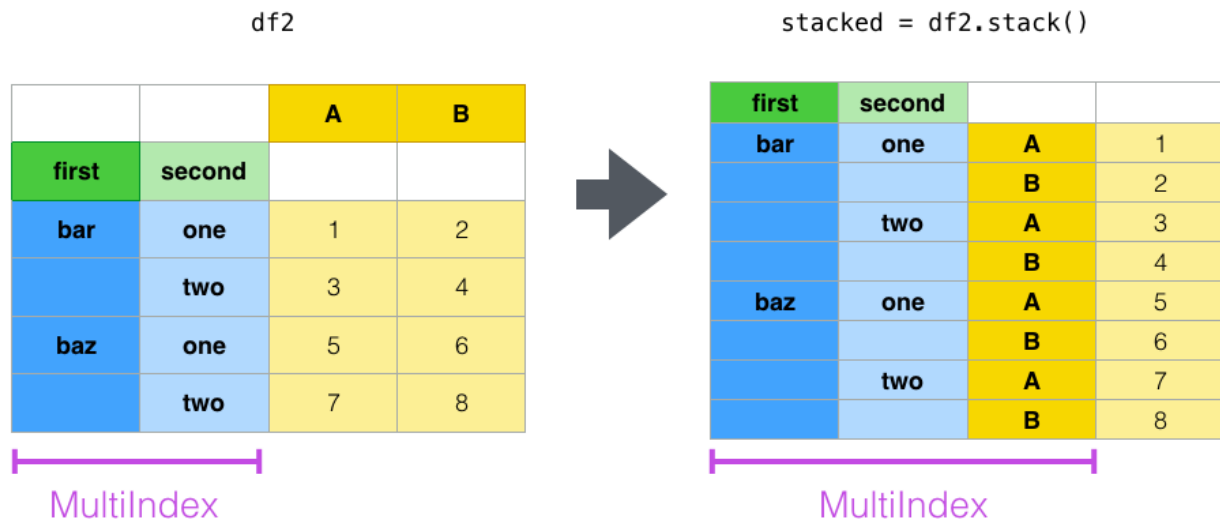 df2
A B
first second
bar one 1 2
two 3 4
baz one 5 6
two 7 8
MultiIndex
stacked = df2.stack()
first second
bar one A 1
B 2
two A 3
B 4
baz one A 5
B 6
two A 7
B 8
MultiIndex